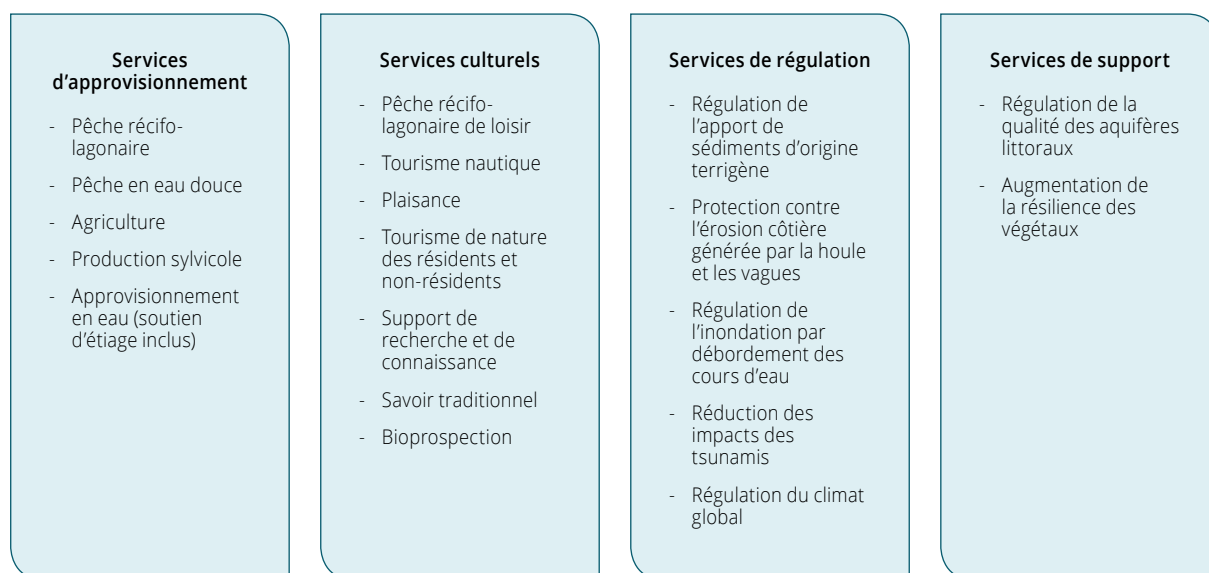 Services
d'approvisionnement
- Pêche récifo-
lagonaire
- Pêche en eau douce
- Agriculture
- Production sylvicole
- Approvisionnement
en eau (soutien
d'étiage inclus)
Services culturels
- Pêche récifo-
lagonaire de loisir
- Tourisme nautique
- Plaisance
- Tourisme de nature
des résidents et
non-résidents
- Support de
recherche et de
connaissance
- Savoir traditionnel
- Bioprospection
Services de régulation
- Régulation de
l'apport de
sédiments d'origine
terrigène
- Protection contre
l'érosion côtière
générée par la houle
et les vagues
- Régulation de
l'inondation par
débordement des
cours d'eau
- Réduction des
impacts des
tsunamis
- Régulation du climat
global
Services de support
- Régulation de la
qualité des aquifères
littoraux
- Augmentation de
la résilience des
végétaux